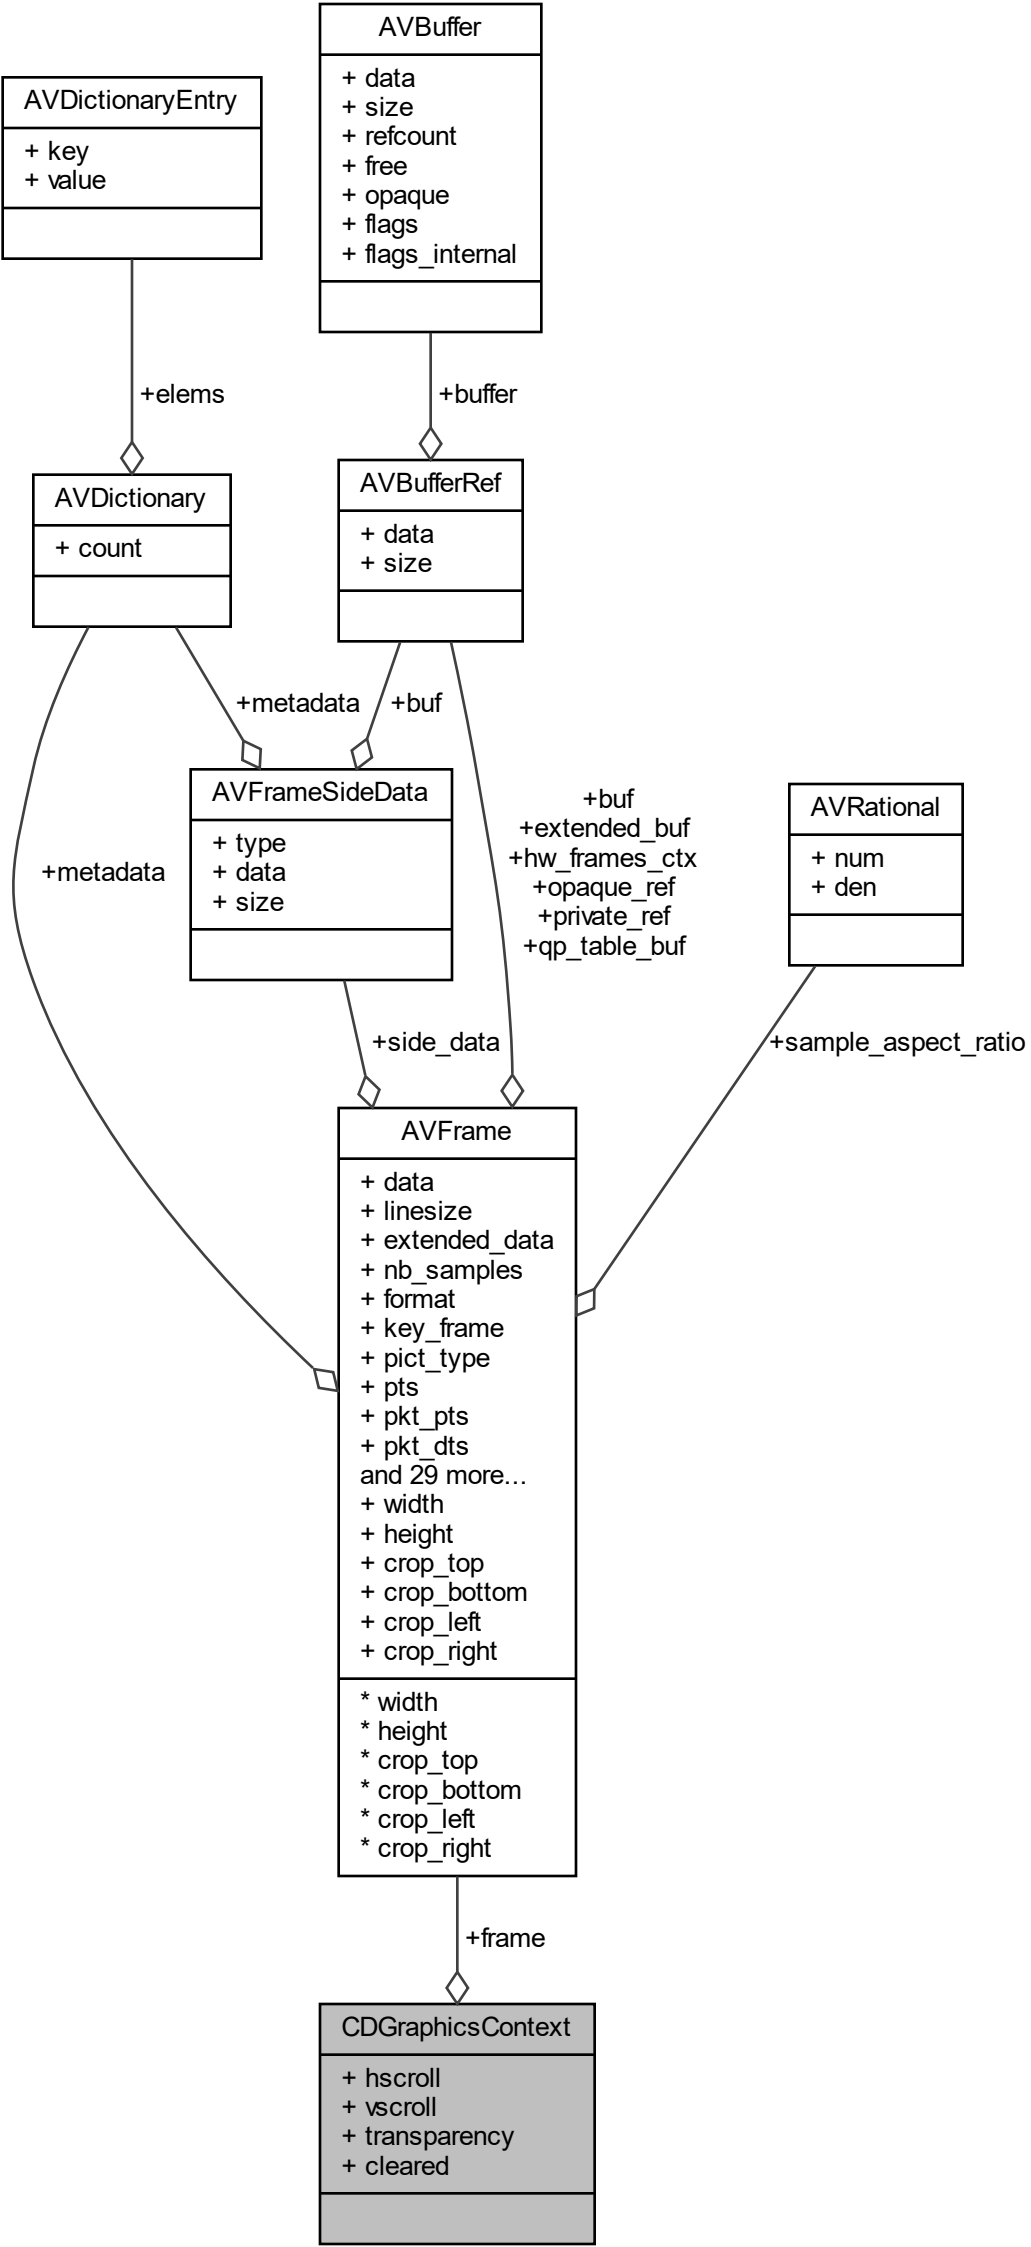 AVBuffer
+ data
+ size
+ refcount
+ free
+ opaque
+ flags
+ flags_internal
AVDictionaryEntry
+ key
+ value
+elems
+buffer
AVDictionary
+ count
AVBufferRef
+ data
+ size
+metadata
+buf
AVFrameSideData
+ type
+ data
+ size
+metadata
+buf
+extended_buf
+hw_frames_ctx
+opaque_ref
+private_ref
+qp_table_buf
AVRational
+ num
+ den
+side_data
+sample_aspect_ratio
AVFrame
+ data
+ linesize
+ extended_data
+ nb_samples
+ format
+ key_frame
+ pict_type
+ pts
+ pkt_pts
+ pkt_dts
and 29 more...
+ width
+ height
+ crop_top
+ crop_bottom
+ crop_left
+ crop_right
* width
* height
* crop_top
* crop_bottom
* crop_left
* crop_right
+frame
CDGraphicsContext
+ hscroll
+ vscroll
+ transparency
+ cleared